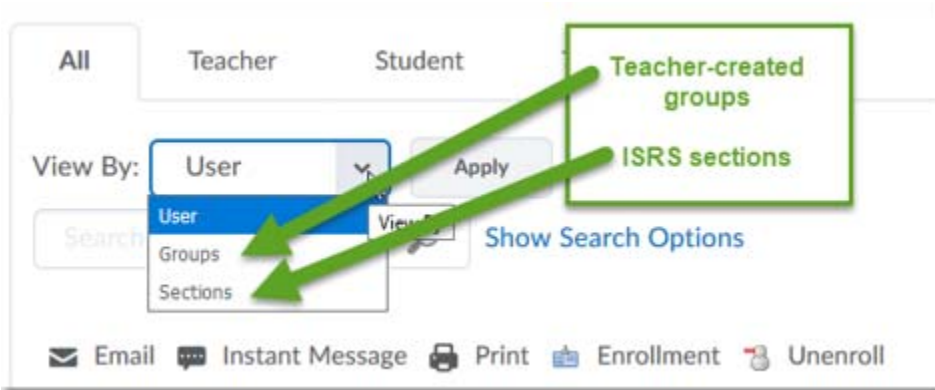 All Teacher Student
Teacher-created
groups
ISRS sections
View By: User Apply
User
Groups
Sections
Search
Show Search Options
Email Instant Message Print Enrollment Unenroll